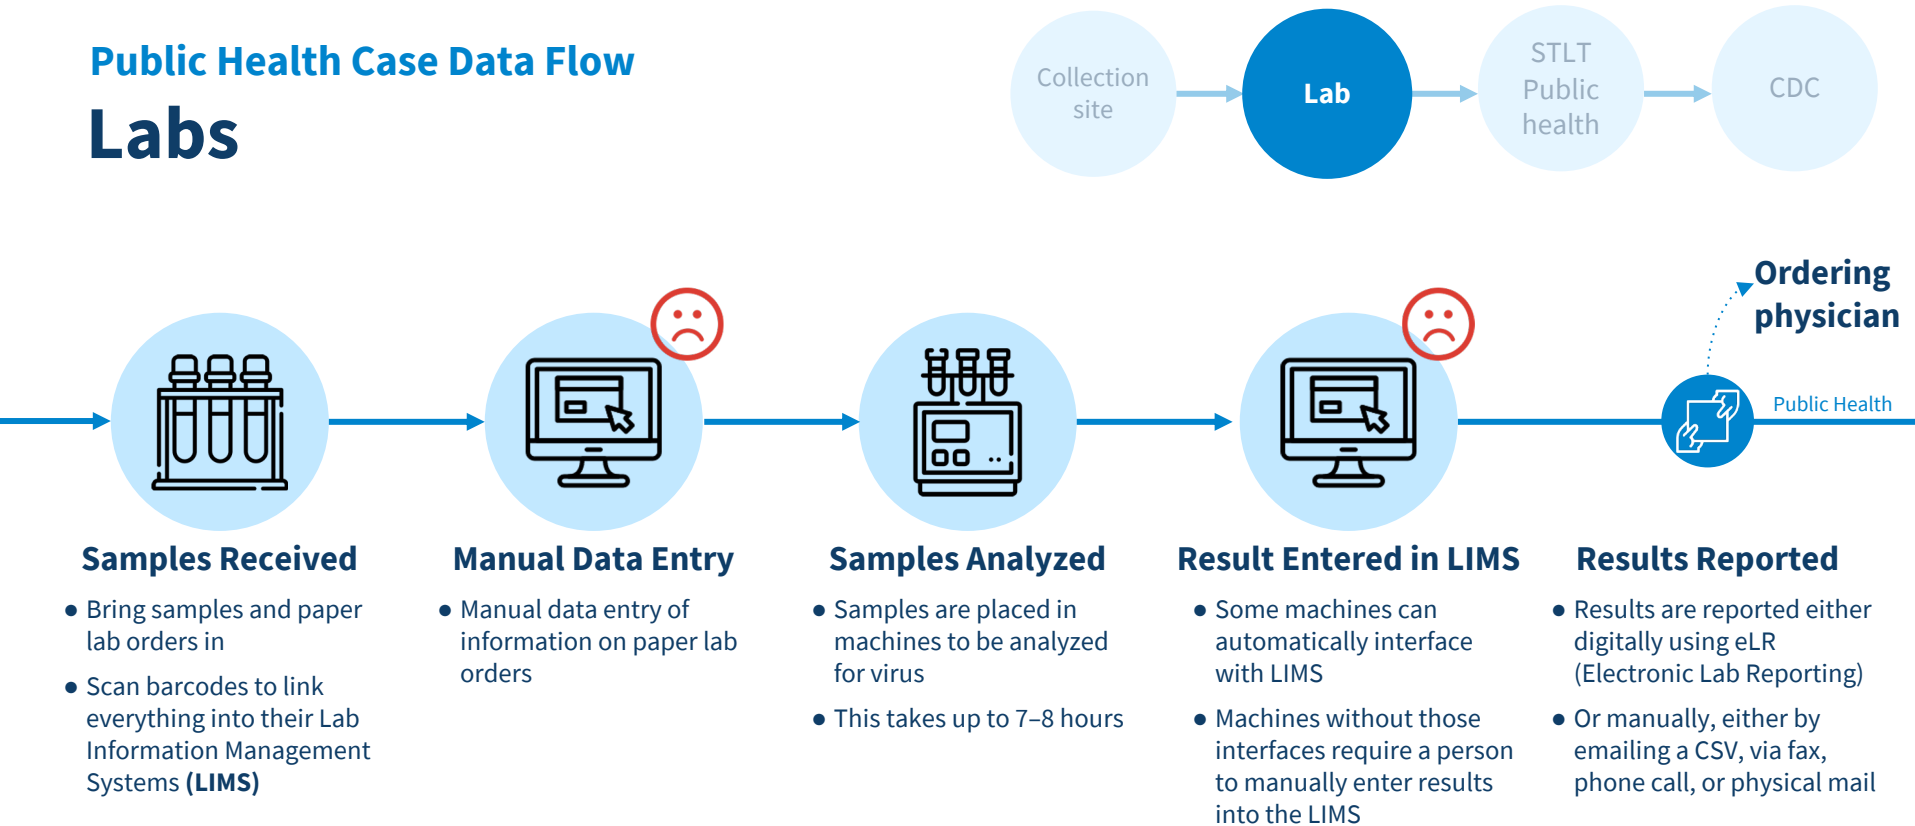 Public Health Case Data Flow
Labs
Collection
site
Lab
STLT
Public
health
CDC
Ordering
physician
Public Health
Samples Received
● Bring samples and paper
lab orders in
● Scan barcodes to link
everything into their Lab
Information Management
Systems (LIMS)
Manual Data Entry
● Manual data entry of
information on paper lab
orders
Samples Analyzed
● Samples are placed in
machines to be analyzed
for virus
● This takes up to 7–8 hours
Result Entered in LIMS
● Some machines can
automatically interface
with LIMS
● Machines without those
interfaces require a person
to manually enter results
into the LIMS
Results Reported
● Results are reported either
digitally using eLR
(Electronic Lab Reporting)
● Or manually, either by
emailing a CSV, via fax,
phone call, or physical mail